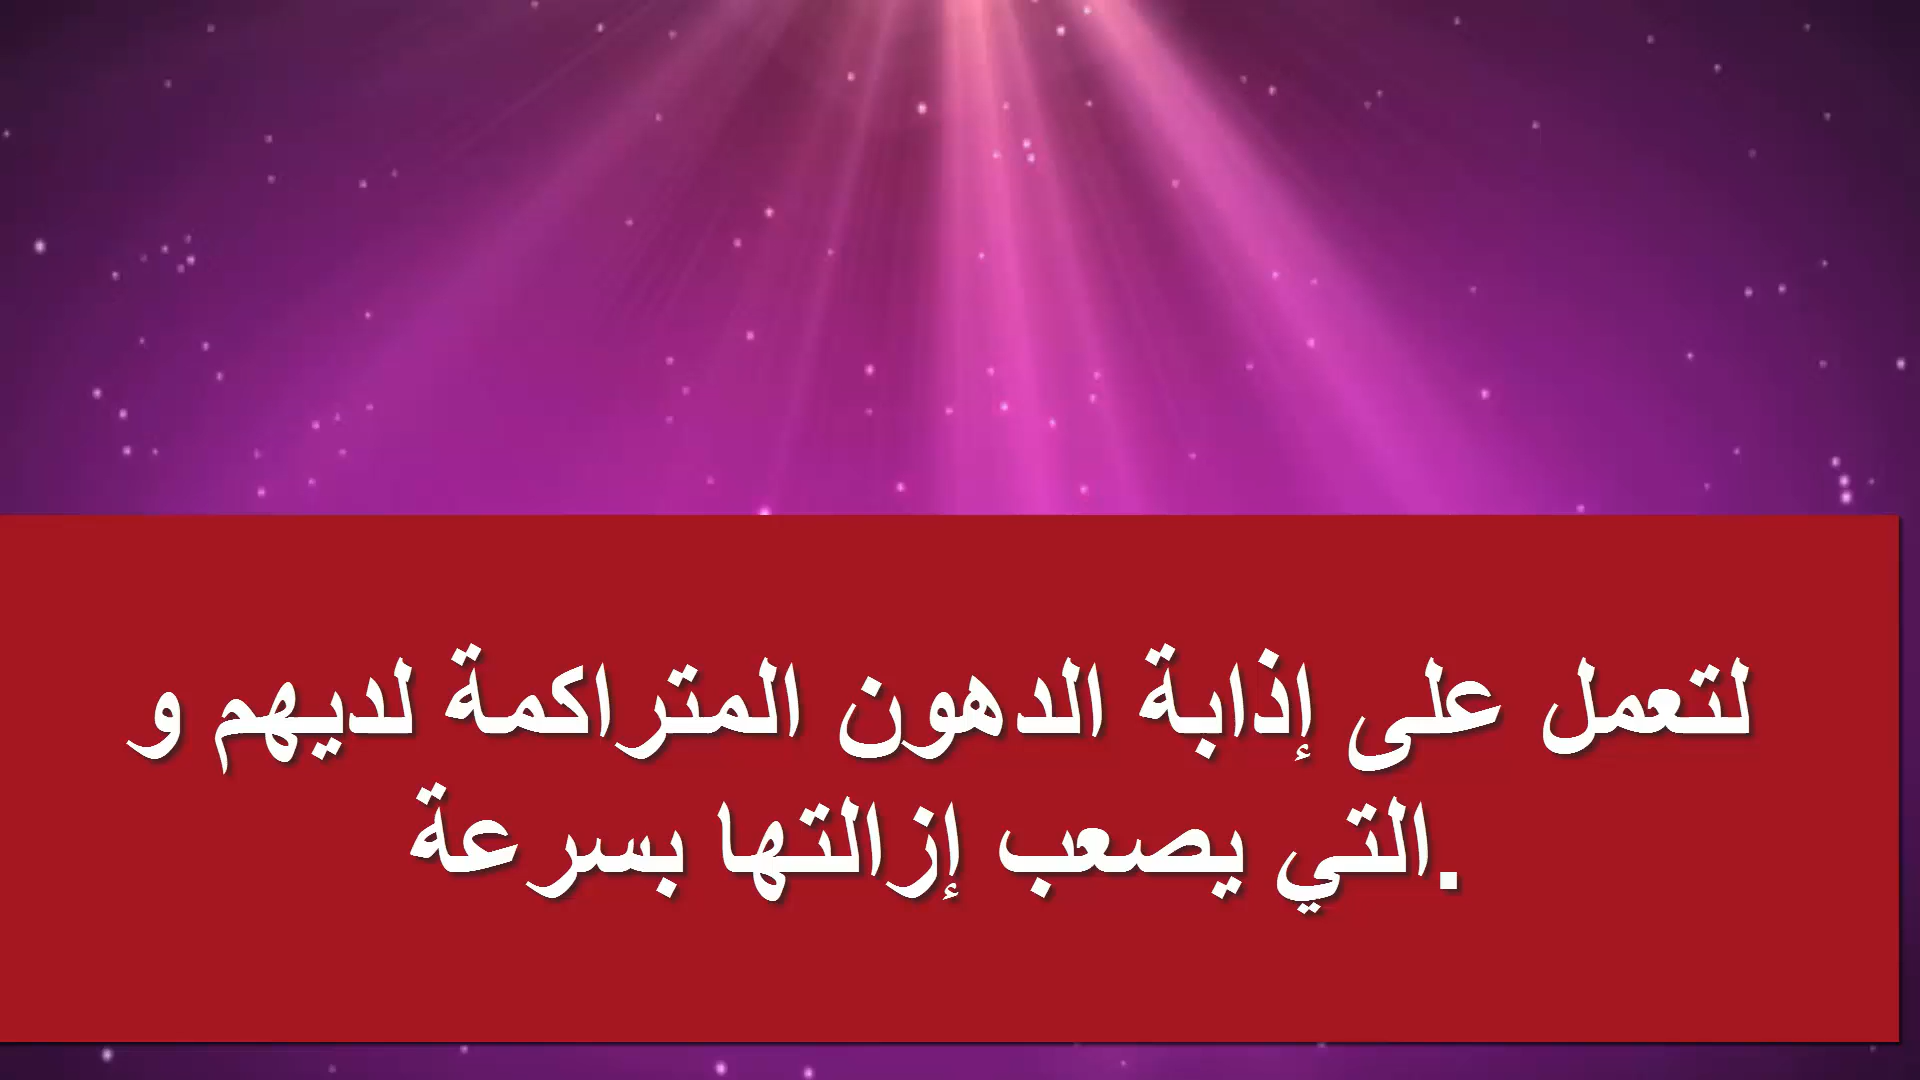 لتعمل على إذابة الدهون المتراكمة لديهم و
.التي يصعب إزالتها بسرعة